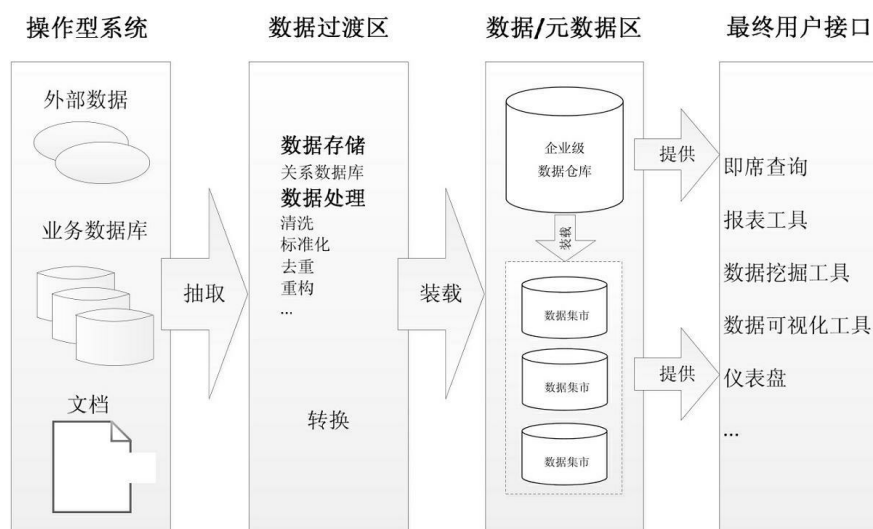 操作型系统
数据过渡区
数据/元数据区
最终用户接口
外部数据
业务数据库
文档
抽取
数据存储
关系数据库
数据处理
清洗
标准化
去重
重构
...
转换
装载
企业级
数据仓库
装载
数据集市
数据集市
数据集市
提供
提供
即席查询
报表工具
数据挖掘工具
数据可视化工具
仪表盘
...